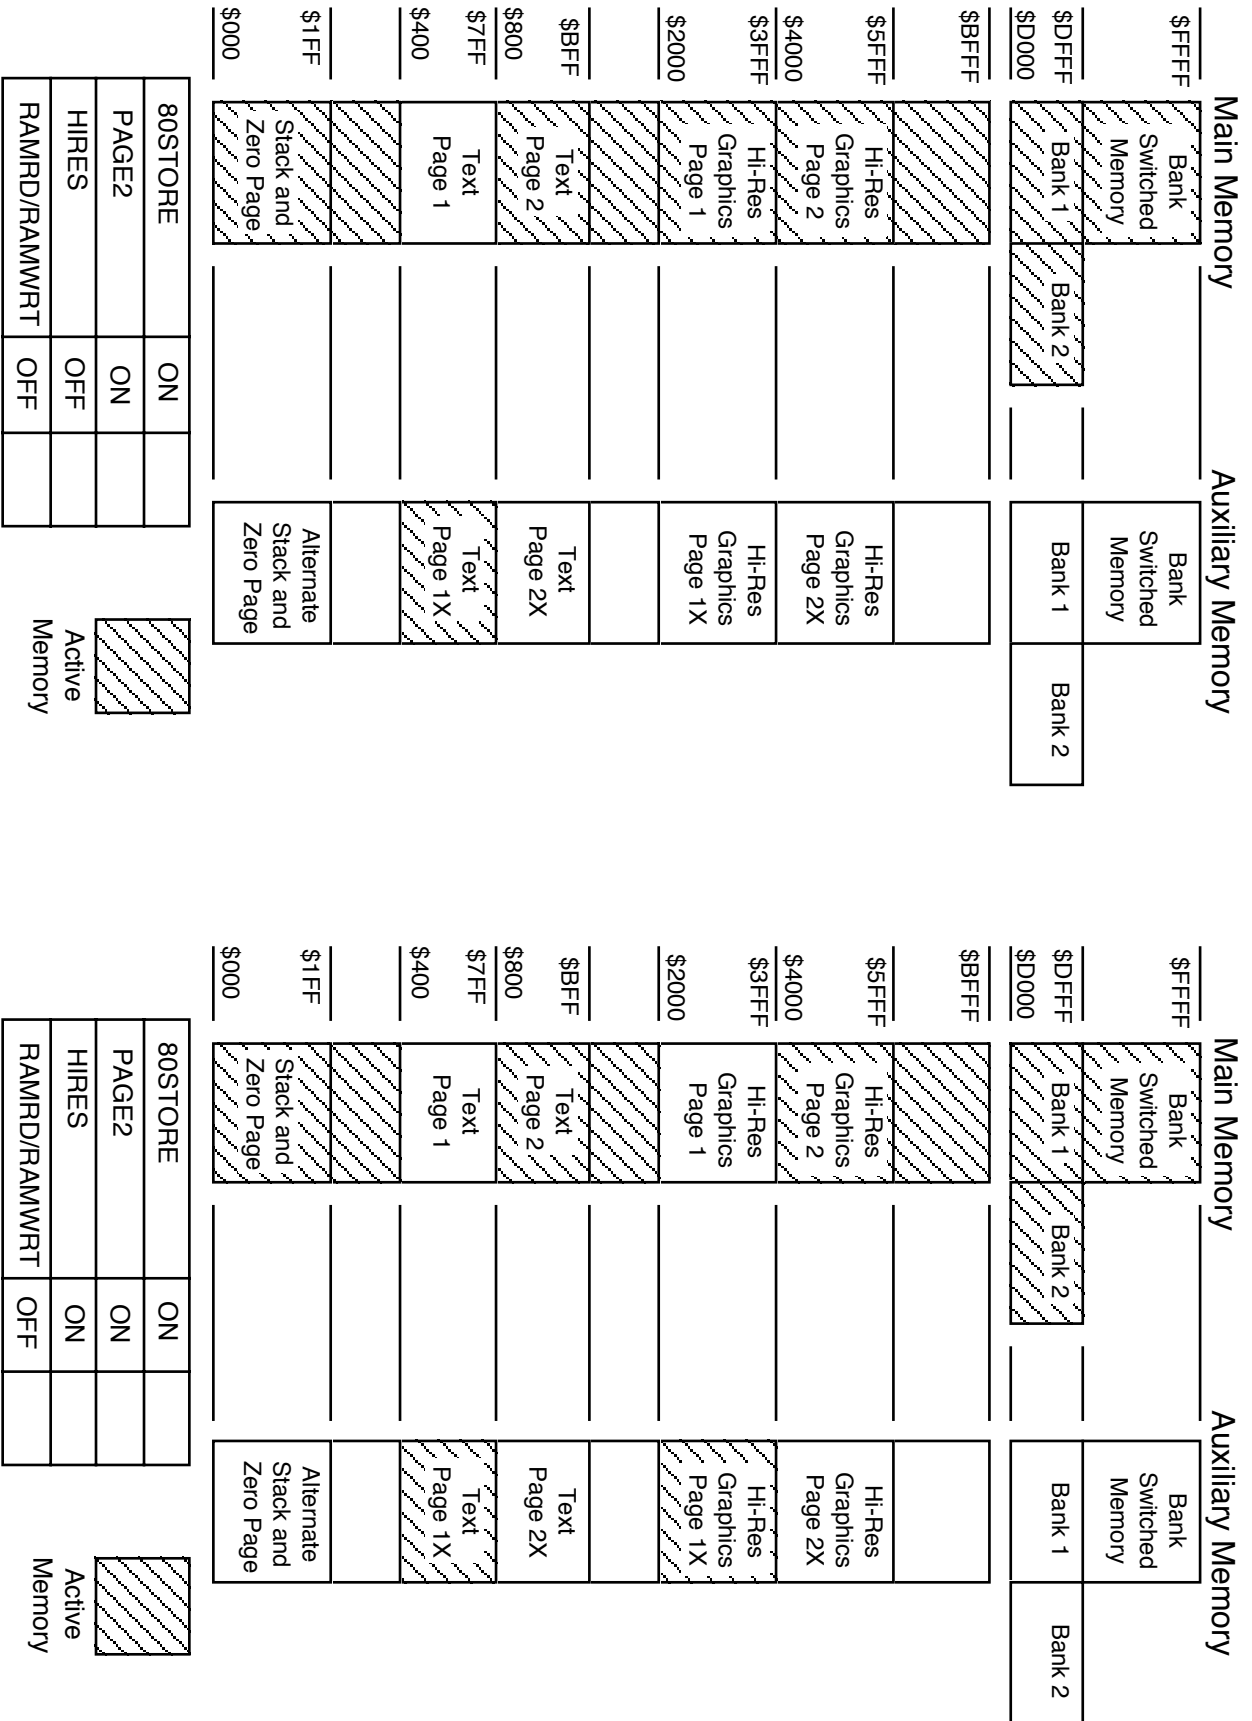 Main Memory
Auxiliary Memory
$FFFF
Bank
Switched
Memory
Bank
Switched
Memory
$DFFF
$D000
Bank 1
Bank 2
Bank 1
Bank 2
$BFFF
$5FFF
$4000
Hi-Res
Graphics
Page 2
Hi-Res
Graphics
Page 2X
$3FFF
$2000
Hi-Res
Graphics
Page 1
Hi-Res
Graphics
Page 1X
$BFF
$800
Text
Page 2
Text
Page 2X
$7FF
$400
Text
Page 1
Text
Page 1X
$1FF
$000
Stack and
Zero Page
Alternate
Stack and
Zero Page
80STORE ON
PAGE2 ON
HIRES OFF
RAMRD/RAMWRT OFF
Active
Memory
Main Memory
Auxiliary Memory
$FFFF
Bank
Switched
Memory
Bank
Switched
Memory
$DFFF
$D000
Bank 1
Bank 2
Bank 1
Bank 2
$BFFF
$5FFF
$4000
Hi-Res
Graphics
Page 2
Hi-Res
Graphics
Page 2X
$3FFF
$2000
Hi-Res
Graphics
Page 1
Hi-Res
Graphics
Page 1X
$BFF
$800
Text
Page 2
Text
Page 2X
$7FF
$400
Text
Page 1
Text
Page 1X
$1FF
$000
Stack and
Zero Page
Alternate
Stack and
Zero Page
80STORE ON
PAGE2 ON
HIRES ON
RAMRD/RAMWRT OFF
Active
Memory